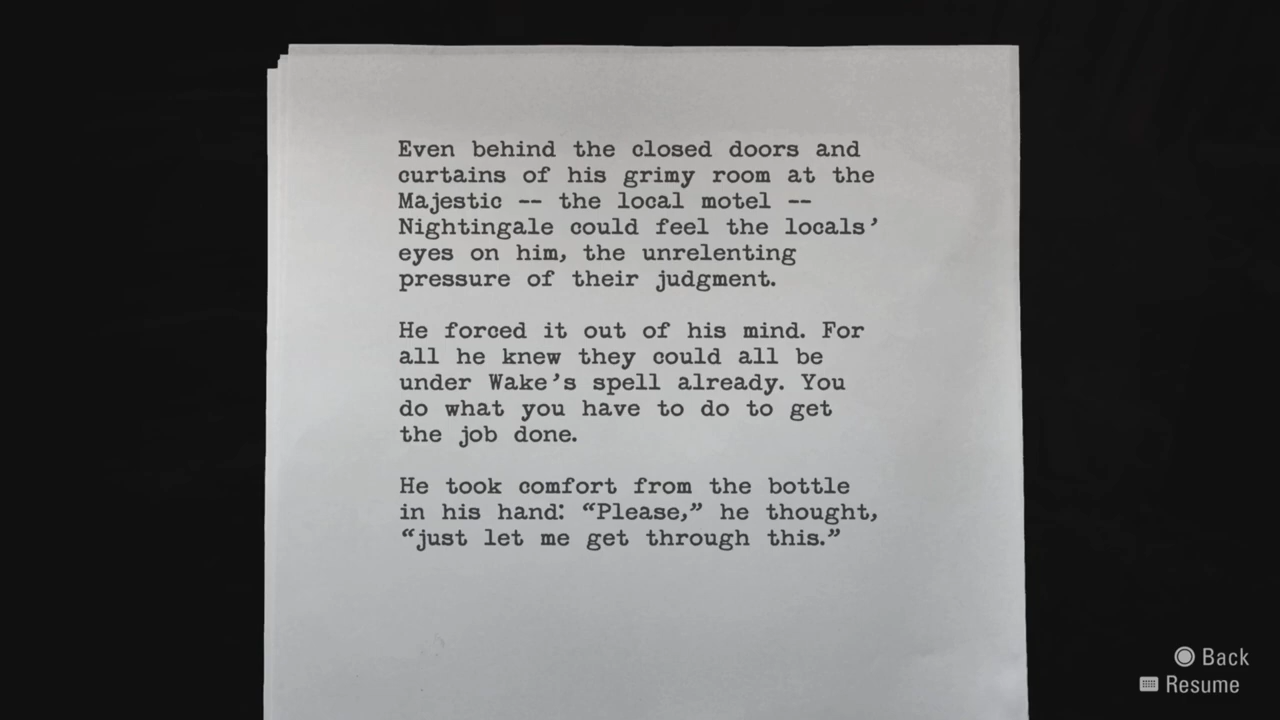 Even behind the closed doors and
curtains of his grimy room at the
Majestic -- the local motel --
Nightingale could feel the locals’
eyes on him, the unrelenting
pressure of their judgment.
He forced it out of his mind. For
all he knew they could all be
under Wake’s spell already. You
do what you have to do to get
the job done.
He took comfort from the bottle
in his hand: “Please,” he thought,
“just let me get through this.”
Back
Resume